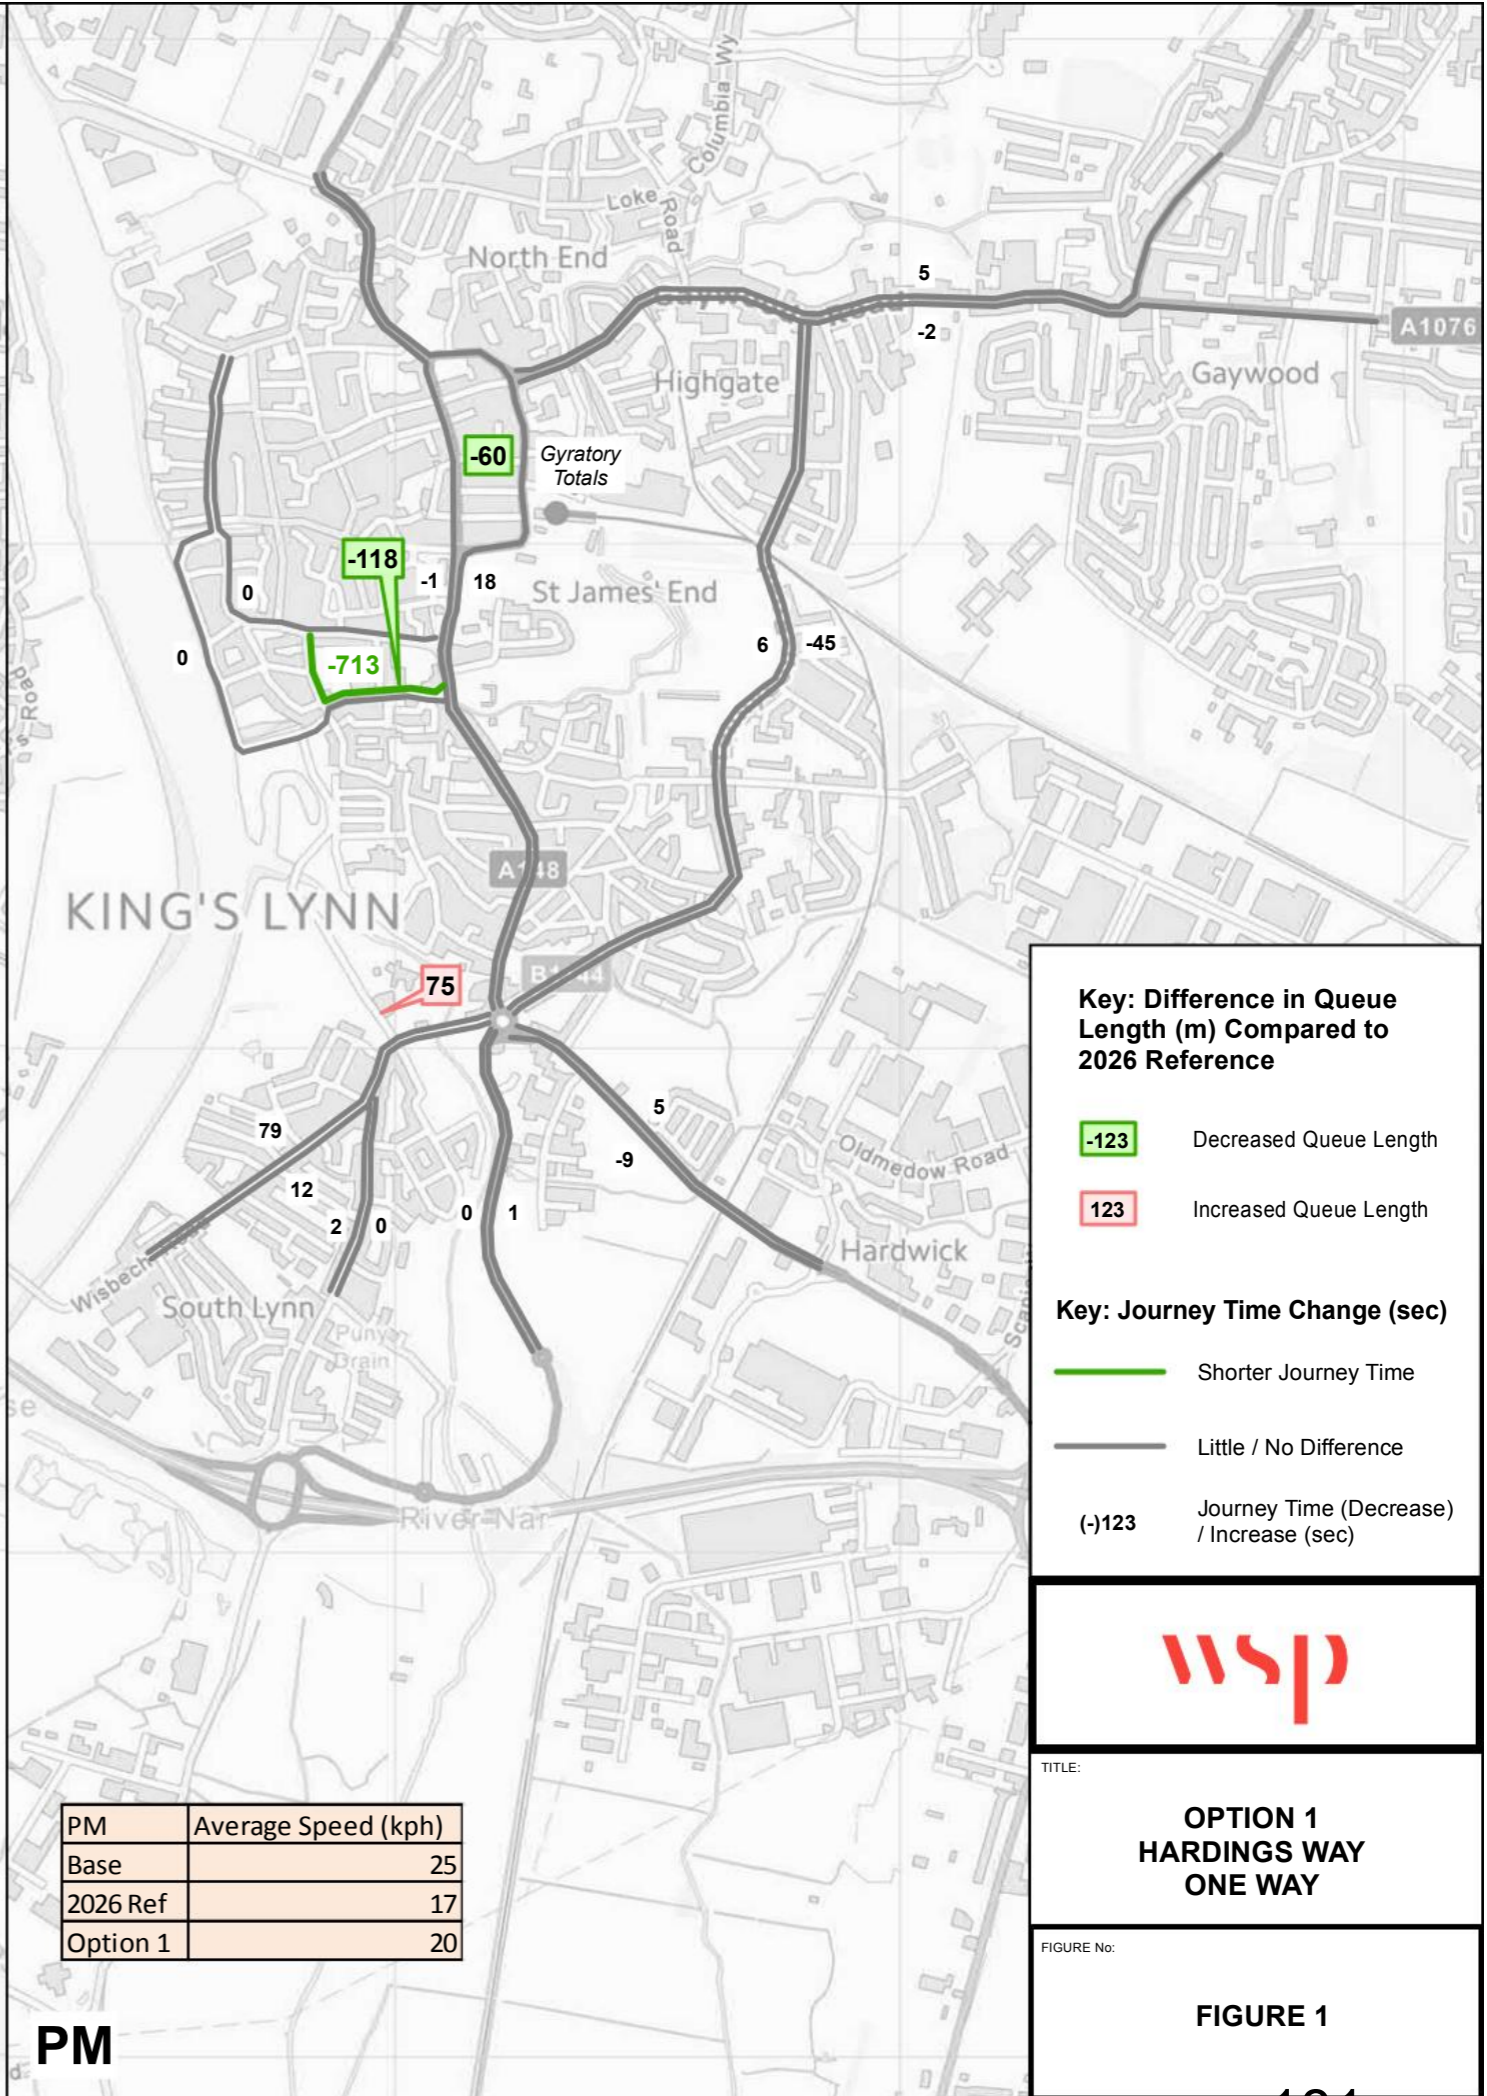 Columbia Wy
Loke Road
North End
5
-2
A1076
Highgate
Gaywood
-60
Gyratory
Totals
-118
-1
18
St James' End
0
0
-713
6
-45
Road
A148
KING'S LYNN
75
Key: Difference in Queue
Length (m) Compared to
2026 Reference
-123
Decreased Queue Length
123
Increased Queue Length
79
12
2
0
0
1
5
-9
Oldmedow Road
Hardwick
Wisbech
South Lynn
Puny
Drain
River Nar
Key: Journey Time Change (sec)
Shorter Journey Time
Little / No Difference
(-)123
Journey Time (Decrease)
/ Increase (sec)
wsp
TITLE:
OPTION 1
HARDINGS WAY
ONE WAY
PM Average Speed (kph)
Base 25
2026 Ref 17
Option 1 20
FIGURE No:
FIGURE 1
PM